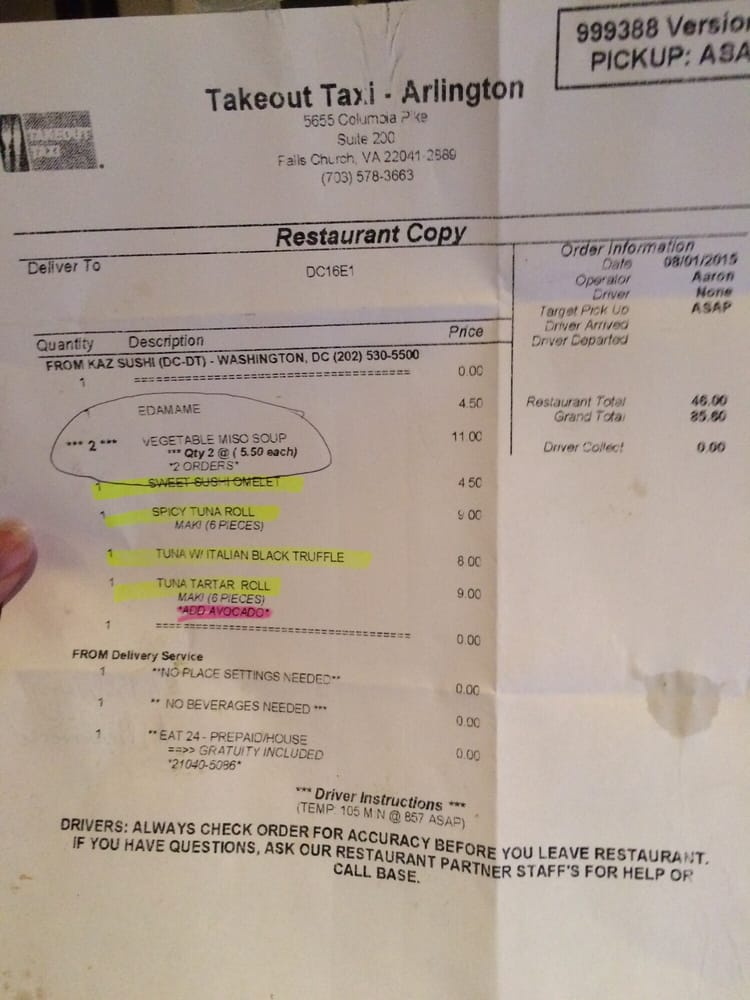 999388 Versio
PICKUP: ASA
Takeout Taxi - Arlington
5655 Columbia Pike
Suite 200
Falls Church, VA 22041-2889
(703) 578-3663
Restaurant Copy
Deliver To
DC16E1
Order Information
Date 08/01/2015
Operator Aaron
Driver None
Target Pick Up ASAP
Driver Arrived
Driver Departed
Restaurant Total 46.00
Grand Total 85.60
Driver Collect 0.00
Quantity Description Price
FROM KAZ SUSHI (DC-DT) - WASHINGTON, DC (202) 530-5500
1 ==================================== 0.00
1 EDAMAME 4.50
*** 2 *** VEGETABLE MISO SOUP 11.00
*** Qty 2 @ ( 5.50 each)
*2 ORDERS*
1 SWEET SUSHI OMELET 4.50
1 SPICY TUNA ROLL 9.00
MAKI (6 PIECES)
1 TUNA W/ ITALIAN BLACK TRUFFLE 8.00
1 TUNA TARTAR ROLL 9.00
MAKI (6 PIECES)
*ADD AVOCADO*
1 ==================================== 0.00
FROM Delivery Service
1 **NO PLACE SETTINGS NEEDED** 0.00
1 ** NO BEVERAGES NEEDED *** 0.00
1 **EAT 24 - PREPAID/HOUSE 0.00
==>> GRATUITY INCLUDED
*21040-5086*
*** Driver Instructions ***
(TEMP: 105 MIN @ 857 ASAP)
DRIVERS: ALWAYS CHECK ORDER FOR ACCURACY BEFORE YOU LEAVE RESTAURANT.
IF YOU HAVE QUESTIONS, ASK OUR RESTAURANT PARTNER STAFF'S FOR HELP OR
CALL BASE.